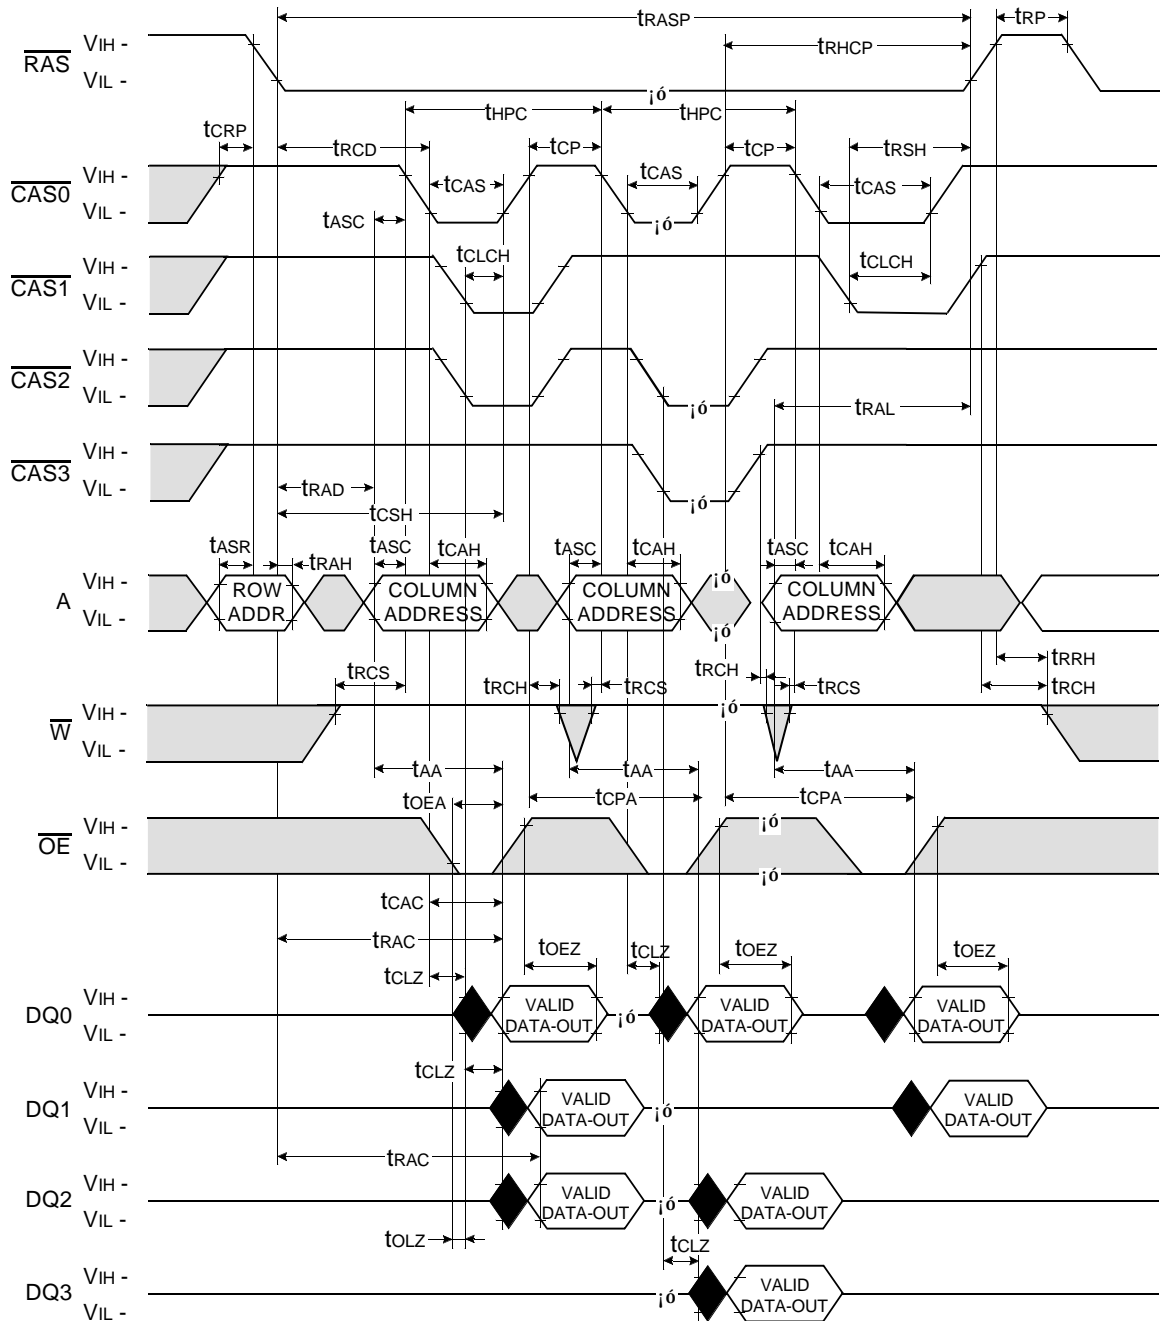 tRASP
tRP
tRHCP
RAS
VIH -
VIL -
¡ó
tHPC
tHPC
tCRP
tRCD
tCP
tCP
tRSH
CAS0
VIH -
VIL -
tCAS
tCAS
tCAS
¡ó
tASC
tCLCH
tCLCH
CAS1
VIH -
VIL -
CAS2
VIH -
VIL -
¡ó
tRAL
CAS3
VIH -
VIL -
¡ó
tRAD
tCSH
tASR
tRAH
tASC
tCAH
tASC
tCAH
tASC
tCAH
A
VIH -
VIL -
ROW
ADDR
COLUMN
ADDRESS
COLUMN
ADDRESS
¡ó
¡ó
COLUMN
ADDRESS
tRCS
tRCH
tRCS
tRCH
tRCS
tRRH
tRCH
W
VIH -
VIL -
¡ó
tAA
tAA
tAA
tOEA
tCPA
tCPA
OE
VIH -
VIL -
¡ó
¡ó
tCAC
tRAC
tCLZ
tOEZ
tCLZ
tOEZ
tOEZ
DQ0
VIH -
VIL -
VALID
DATA-OUT
¡ó
VALID
DATA-OUT
VALID
DATA-OUT
tCLZ
DQ1
VIH -
VIL -
VALID
DATA-OUT
¡ó
VALID
DATA-OUT
tRAC
DQ2
VIH -
VIL -
VALID
DATA-OUT
¡ó
VALID
DATA-OUT
tOLZ
tCLZ
DQ3
VIH -
VIL -
¡ó
VALID
DATA-OUT